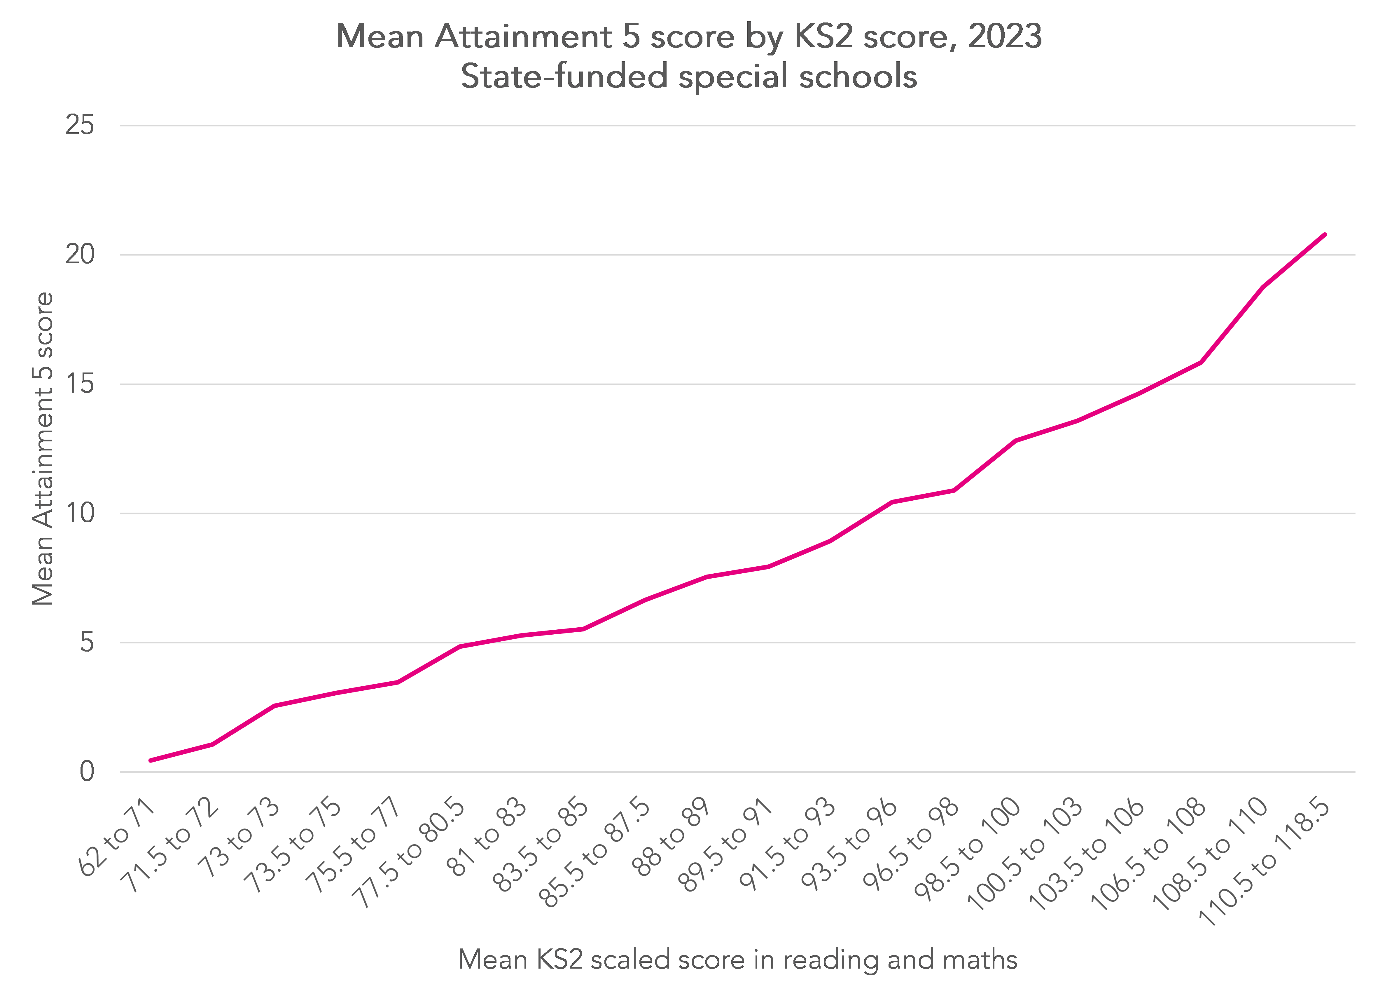 Mean Attainment 5 score by KS2 score, 2023
State-funded special schools
25
20
15
10
5
0
Mean Attainment 5 score
62 to 71
71.5 to 72
73 to 73
73.5 to 75
75.5 to 77
77.5 to 80.5
81 to 83
83.5 to 85
85.5 to 87.5
88 to 89
89.5 to 91
91.5 to 93
93.5 to 96
96.5 to 98
98.5 to 100
100.5 to 103
103.5 to 106
106.5 to 108
108.5 to 110
110.5 to 118.5
Mean KS2 scaled score in reading and maths